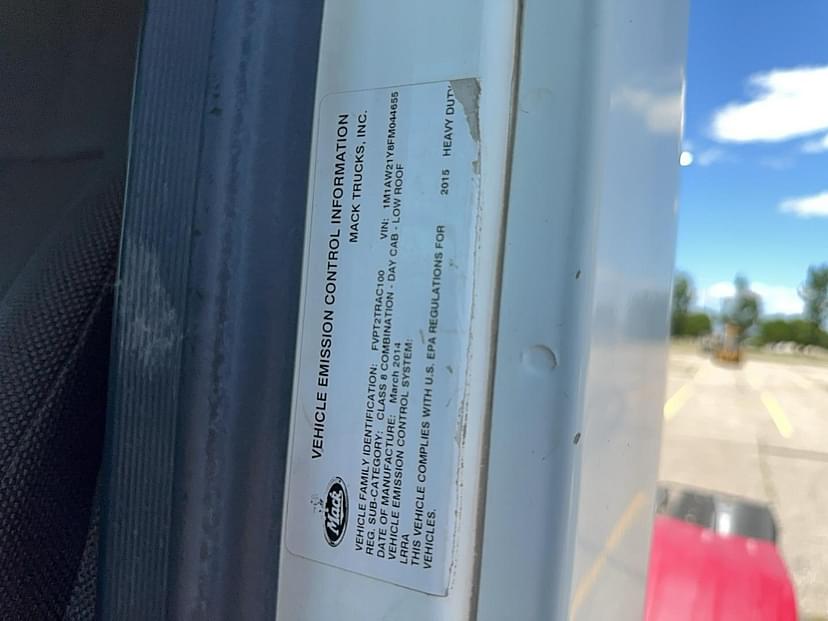 VEHICLE EMISSION CONTROL INFORMATION
MACK TRUCKS, INC.
Mack
VEHICLE FAMILY IDENTIFICATION: FVPT2TRAC100 VIN: 1M1AW21Y8FM044655
REG. SUB-CATEGORY: CLASS 8 COMBINATION - DAY CAB - LOW ROOF
DATE OF MANUFACTURE: March 2014
VEHICLE EMISSION CONTROL SYSTEM:
LRRA
THIS VEHICLE COMPLIES WITH U.S. EPA REGULATIONS FOR 2015 HEAVY DUTY
VEHICLES.